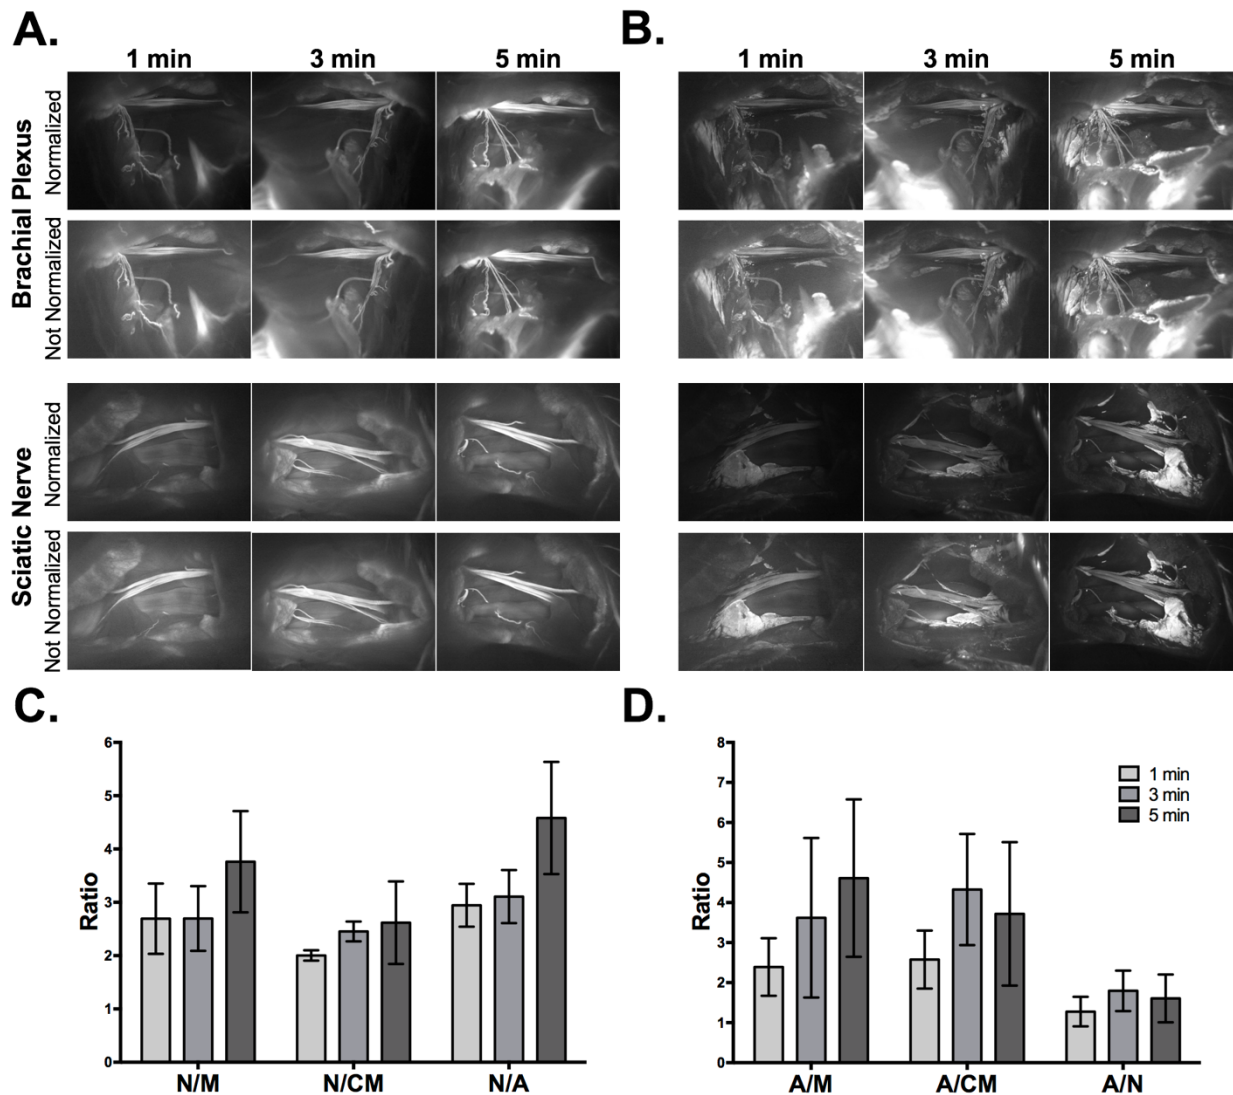 A.
1 min 3 min 5 min
Brachial Plexus
Normalized
Not Normalized
Sciatic Nerve
Normalized
Not Normalized
B.
1 min 3 min 5 min
C.
Ratio
6
5
4
3
2
1
0
N/M N/CM N/A
D.
Ratio
8
7
6
5
4
3
2
1
0
1 min
3 min
5 min
A/M A/CM A/N